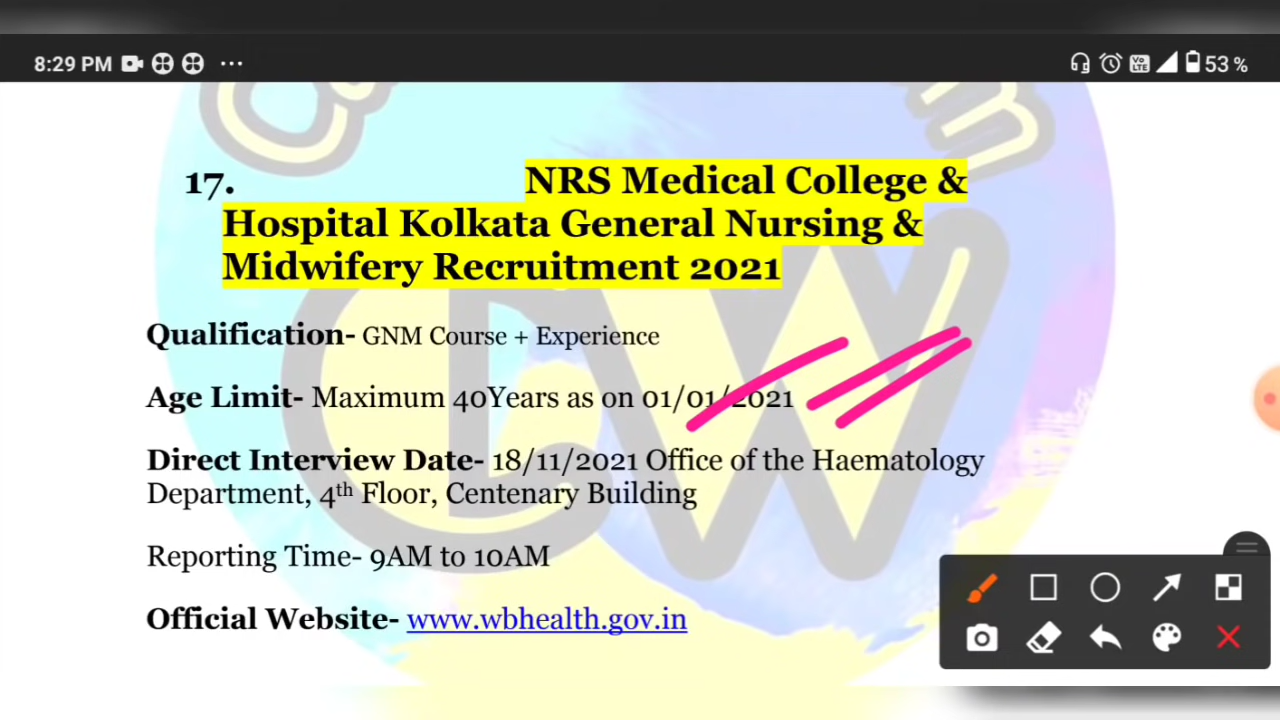 8:29 PM ...
VoLTE 53 %
17. NRS Medical College &
Hospital Kolkata General Nursing &
Midwifery Recruitment 2021
Qualification- GNM Course + Experience
Age Limit- Maximum 40Years as on 01/01/2021
Direct Interview Date- 18/11/2021 Office of the Haematology
Department, 4th Floor, Centenary Building
Reporting Time- 9AM to 10AM
Official Website- www.wbhealth.gov.in